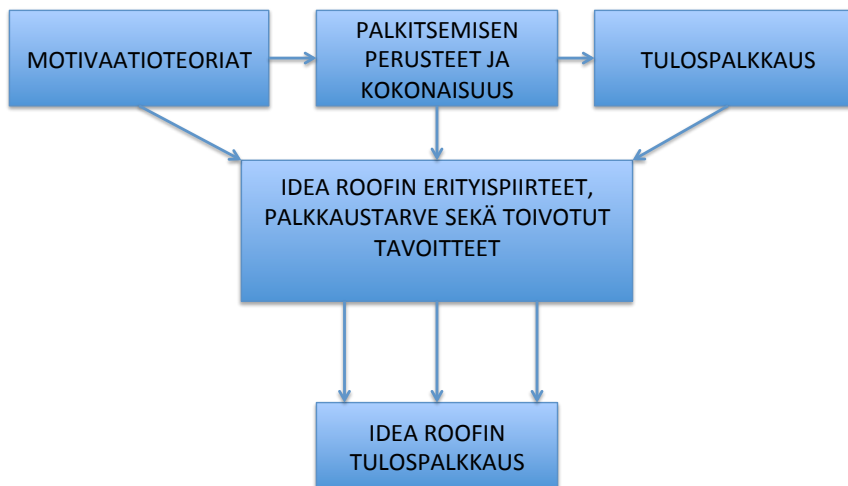 MOTIVAATIOTEORIAT
PALKITSEMISEN
PERUSTEET JA
KOKONAISUUS
TULOSPALKKAUS
IDEA ROOFIN ERITYISPIIRTEET,
PALKKAUSTARVE SEKÄ TOIVOTUT
TAVOITTEET
IDEA ROOFIN
TULOSPALKKAUS